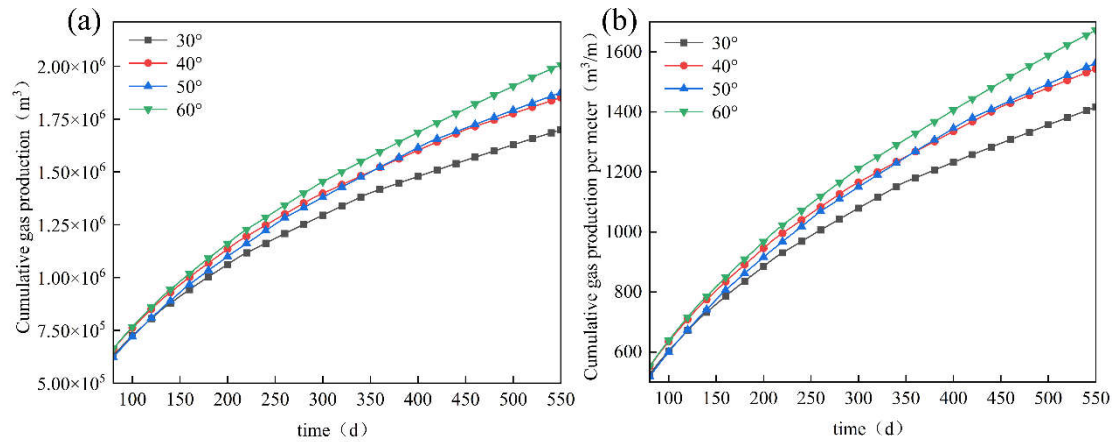 (a)
30°
40°
50°
60°
Cumulative gas production（m³）
2.00×10⁶
1.75×10⁶
1.50×10⁶
1.25×10⁶
1.00×10⁶
7.50×10⁵
5.00×10⁵
100 150 200 250 300 350 400 450 500 550
time（d）
(b)
30°
40°
50°
60°
Cumulative gas production per meter（m³/m）
1600
1400
1200
1000
800
600
100 150 200 250 300 350 400 450 500 550
time（d）